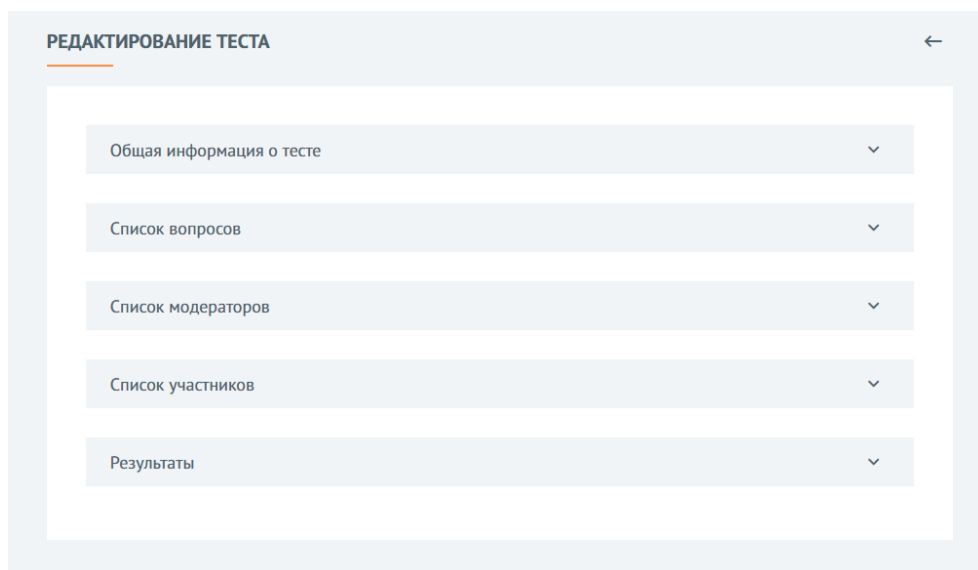 РЕДАКТИРОВАНИЕ ТЕСТА
Общая информация о тесте
Список вопросов
Список модераторов
Список участников
Результаты